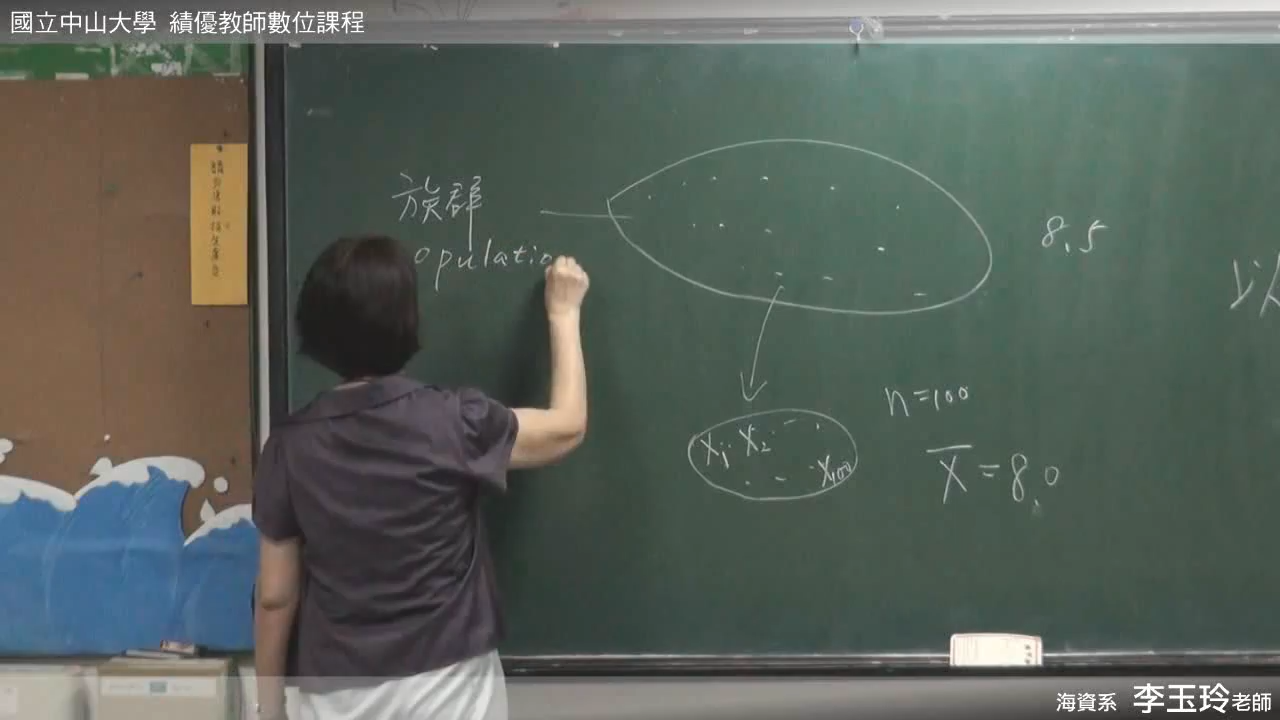 國立中山大學 績優教師數位課程
族群
opulatio
8.5
以
n=100
X₁ X₂
X₁₀₀
X̄=8.0
海資系 李玉玲老師